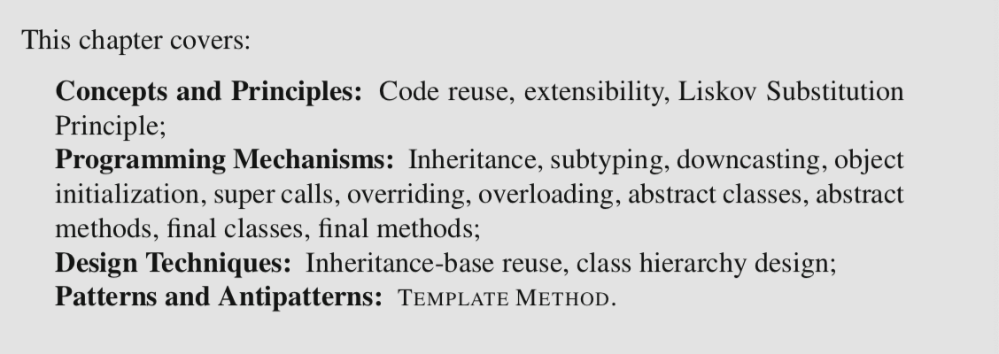 This chapter covers:
Concepts and Principles: Code reuse, extensibility, Liskov Substitution
Principle;
Programming Mechanisms: Inheritance, subtyping, downcasting, object
initialization, super calls, overriding, overloading, abstract classes, abstract
methods, final classes, final methods;
Design Techniques: Inheritance-base reuse, class hierarchy design;
Patterns and Antipatterns: TEMPLATE METHOD.